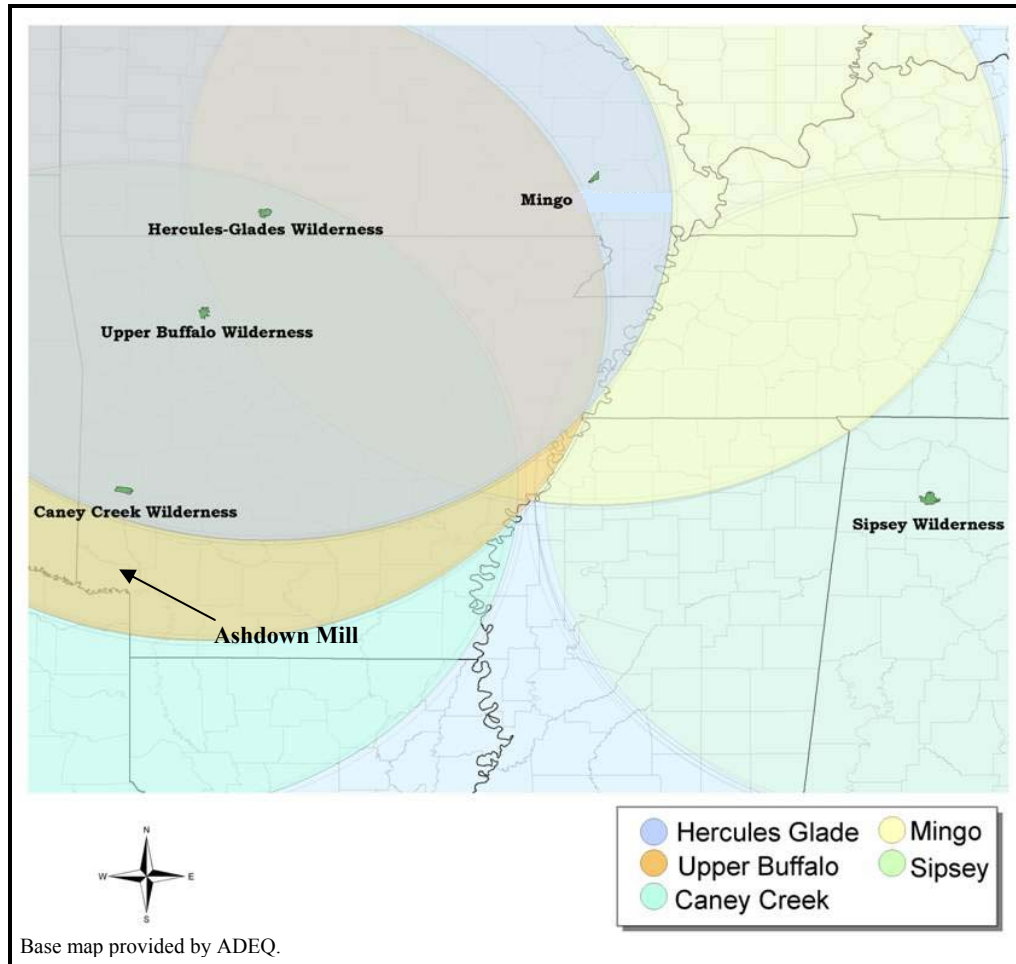 Mingo
Hercules-Glades Wilderness
Upper Buffalo Wilderness
Caney Creek Wilderness
Sipsey Wilderness
Ashdown Mill
N
W E
S
Hercules Glade
Upper Buffalo
Caney Creek
Mingo
Sipsey
Base map provided by ADEQ.